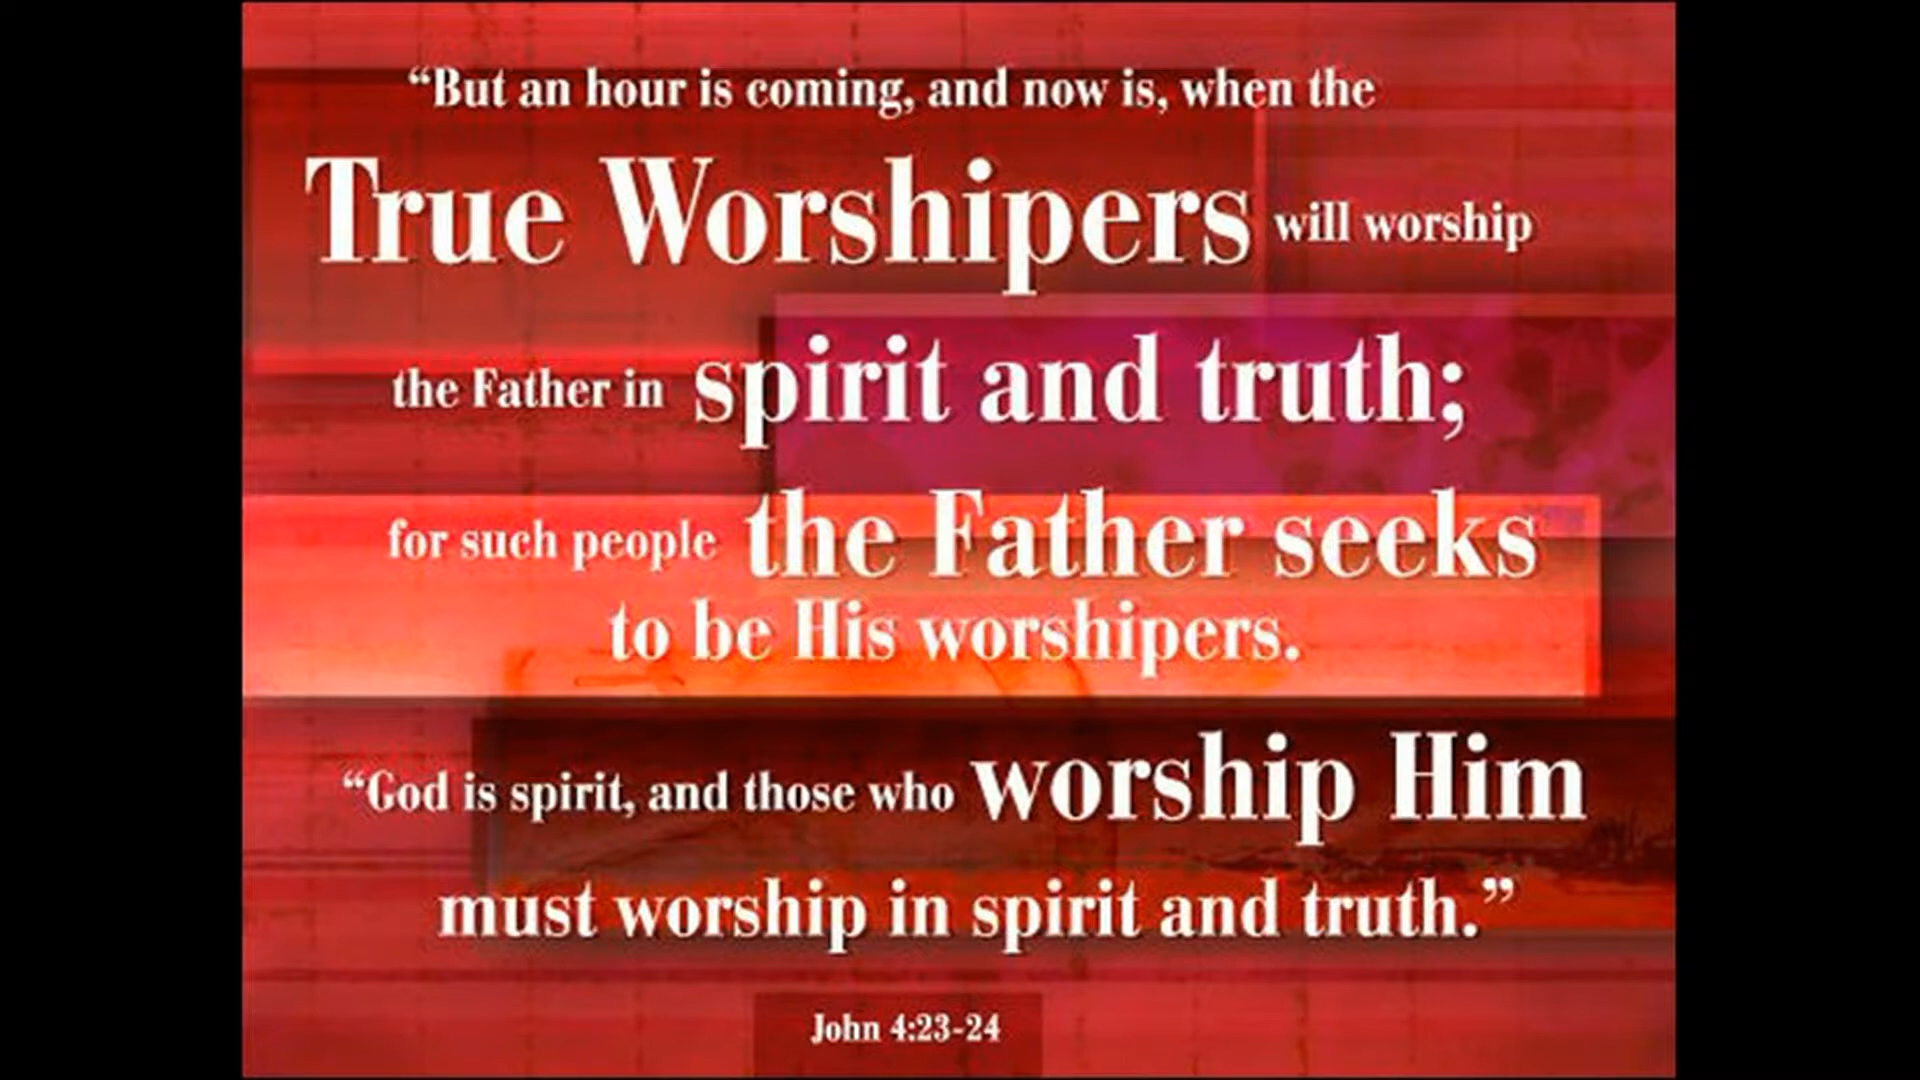 “But an hour is coming, and now is, when the
True Worshipers will worship
the Father in spirit and truth;
for such people the Father seeks
to be His worshipers.
“God is spirit, and those who worship Him
must worship in spirit and truth.”
John 4:23-24